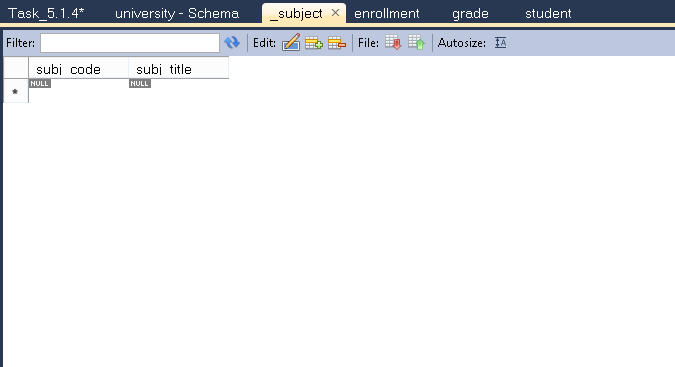 Task_5.1.4* university - Schema _subject enrollment grade student
Filter: Edit: File: Autosize:
subj_code subj_title
* NULL NULL